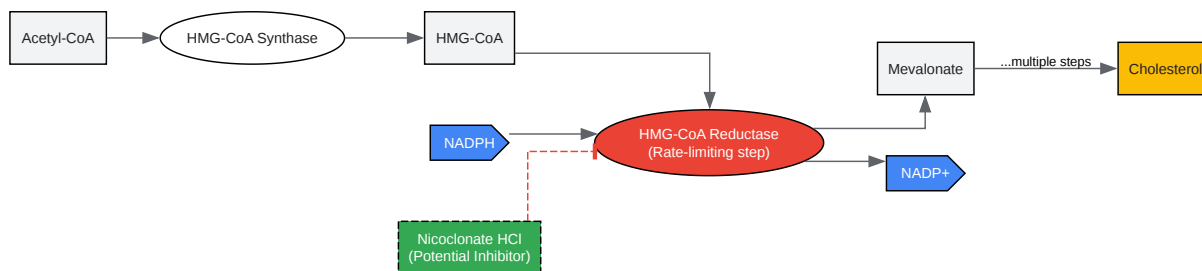 Acetyl-CoA
HMG-CoA Synthase
HMG-CoA
Mevalonate
...multiple steps
Cholesterol
NADPH
HMG-CoA Reductase
(Rate-limiting step)
NADP+
Nicoclonate HCl
(Potential Inhibitor)